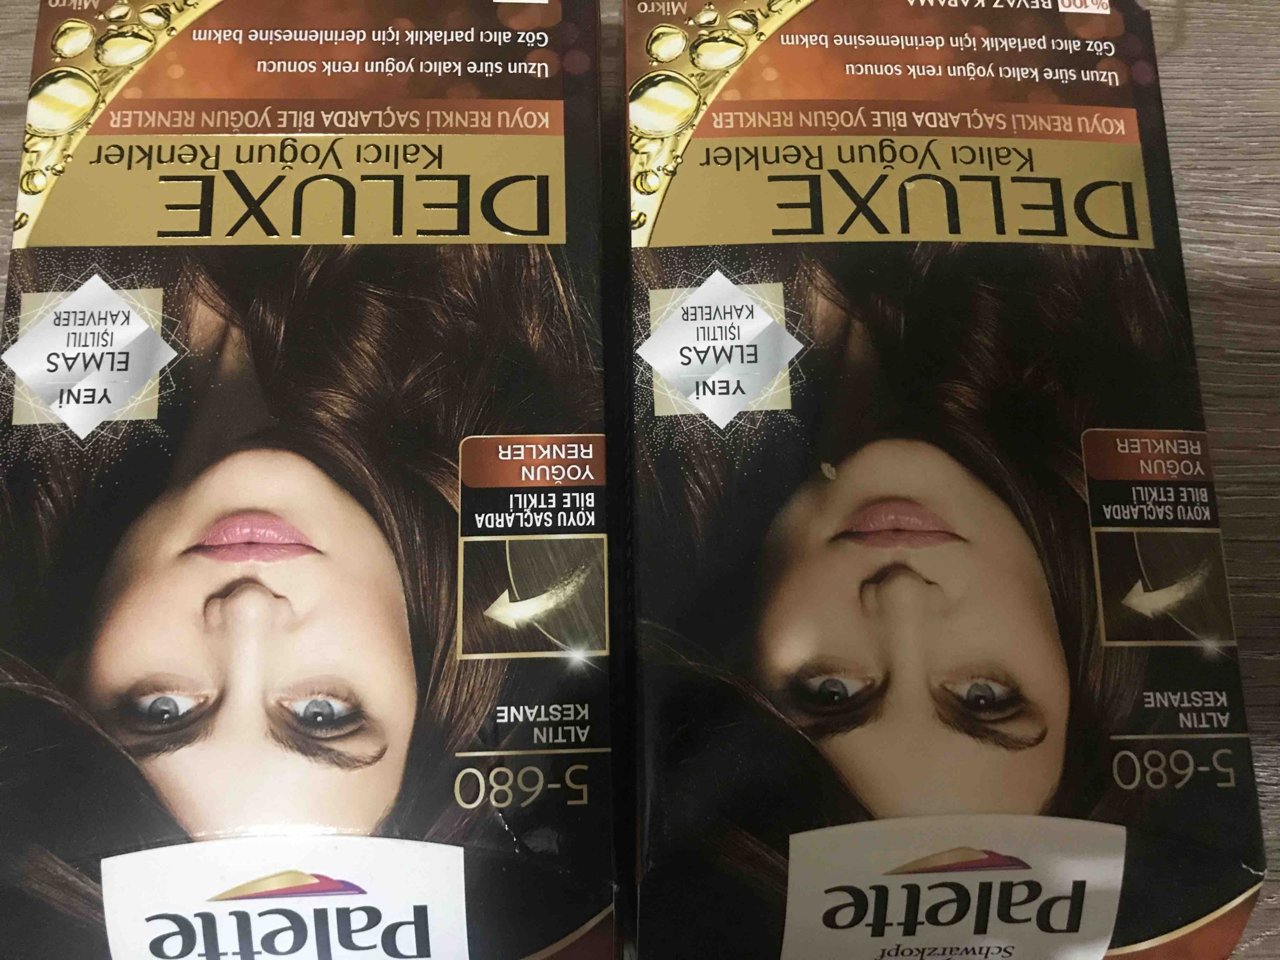 Palette
5-680
ALTIN
KESTANE
KOYU SAÇLARDA
BİLE ETKİLİ
YOĞUN
RENKLER
YENİ
ELMAS
IŞILTILI
KAHVELER
DELUXE
Kalıcı Yoğun Renkler
KOYU RENKLİ SAÇLARDA BİLE YOĞUN RENKLER
Uzun süre kalıcı yoğun renk sonucu
Göz alıcı parlaklık için derinlemesine bakım
Mikro
Schwarzkopf
Palette
5-680
ALTIN
KESTANE
KOYU SAÇLARDA
BİLE ETKİLİ
YOĞUN
RENKLER
YENİ
ELMAS
IŞILTILI
KAHVELER
DELUXE
Kalıcı Yoğun Renkler
KOYU RENKLİ SAÇLARDA BİLE YOĞUN RENKLER
Uzun süre kalıcı yoğun renk sonucu
Göz alıcı parlaklık için derinlemesine bakım
%100 BEYAZ KAPAMA
Mikro